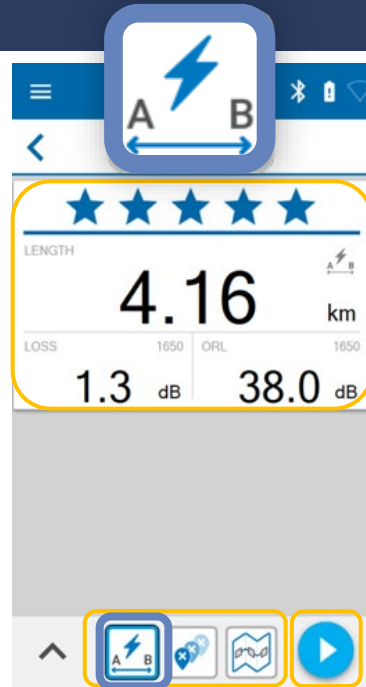 A B
LENGTH
A B
4.16 km
LOSS 1650 ORL 1650
1.3 dB 38.0 dB
A B